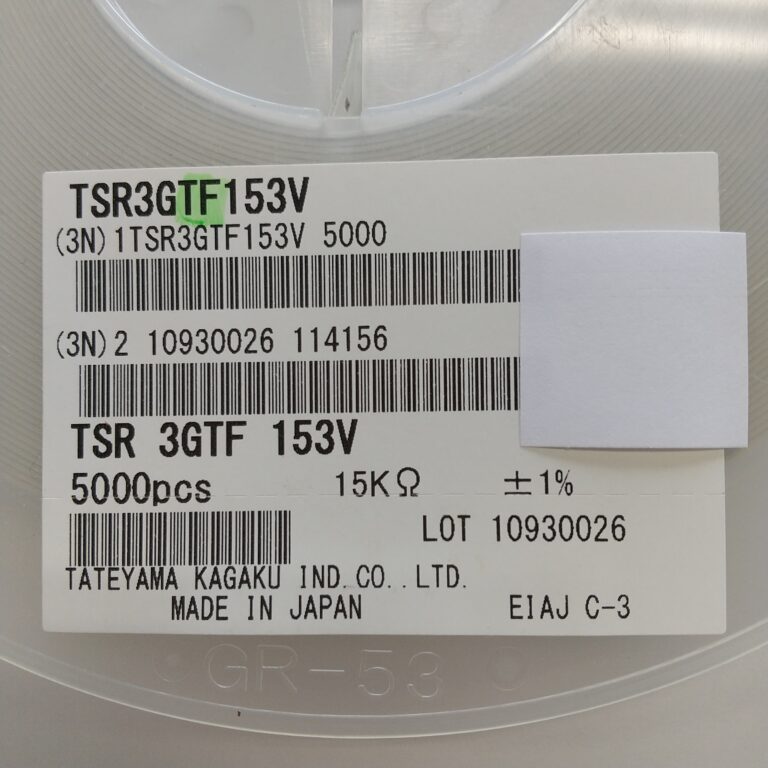 TSR3GTF153V
(3N)1TSR3GTF153V 5000
(3N)2 10930026 114156
TSR 3GTF 153V
5000pcs 15KΩ ±1%
LOT 10930026
TATEYAMA KAGAKU IND.CO.,LTD.
MADE IN JAPAN EIAJ C-3
GR-53